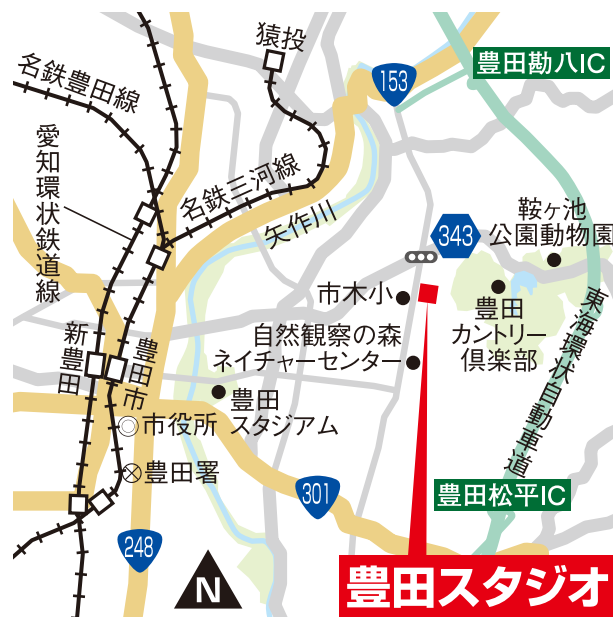 猿投
豊田勘八IC
153
名鉄豊田線
愛知環状鉄道線
名鉄三河線
矢作川
鞍ヶ池
公園動物園
343
市木小
豊田
カントリー
倶楽部
東海環状自動車道
自然観察の森
ネイチャーセンター
新豊田
豊田市
豊田
スタジアム
市役所
豊田署
301
豊田松平IC
248
N
豊田スタジオ